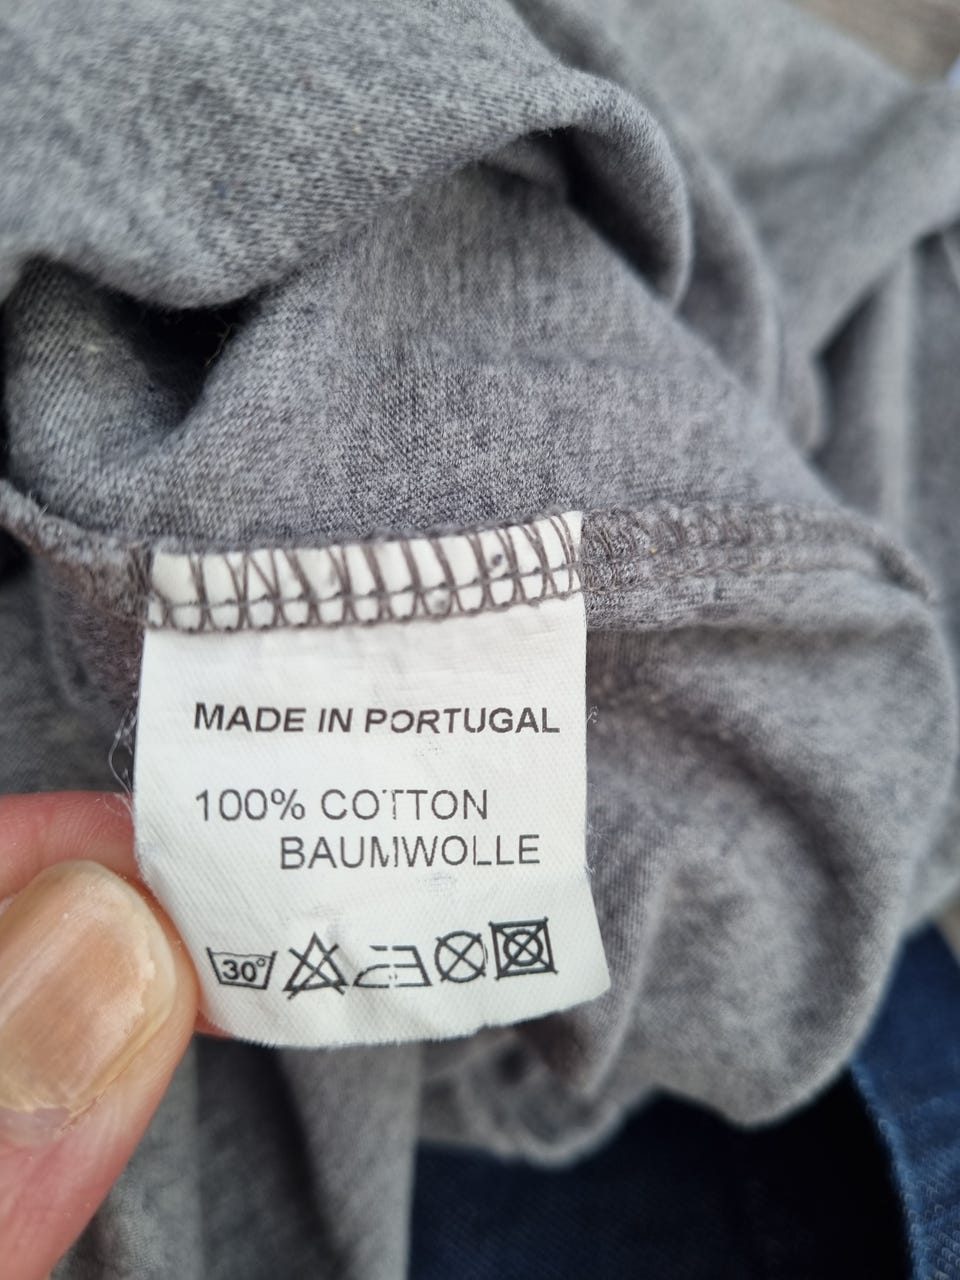 MADE IN PORTUGAL
100% COTTON
BAUMWOLLE
30°